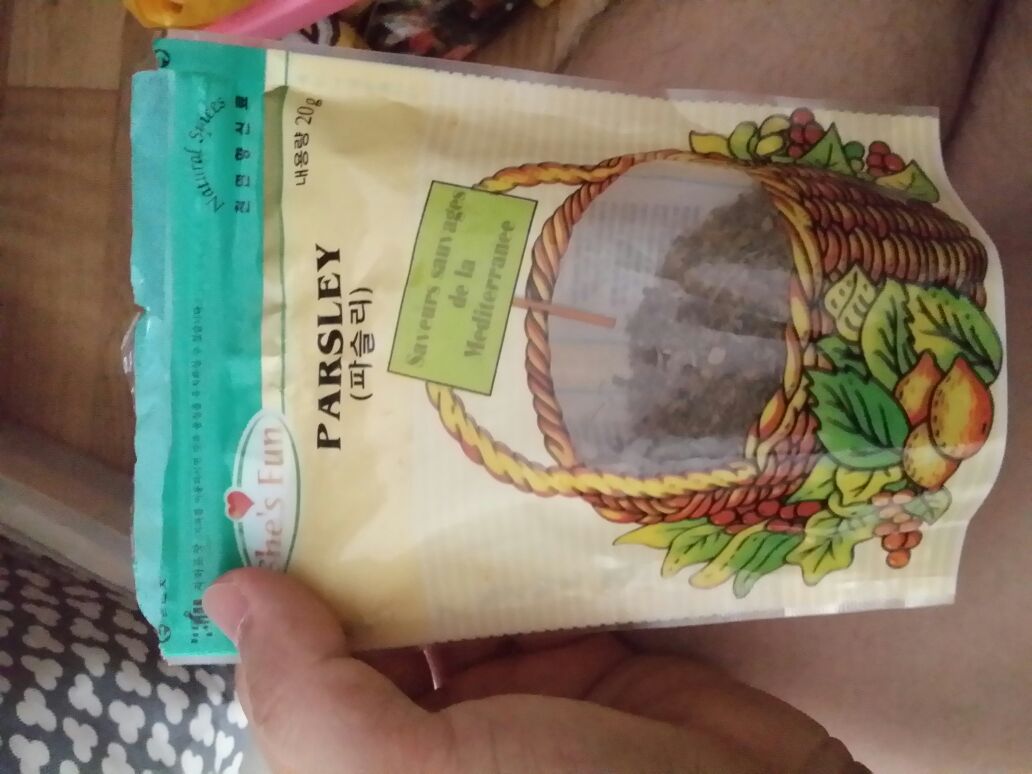 Natural Spices
천연향신료
She's Fun
내용량 20g
PARSLEY
(파슬리)
Saveurs sauvages
de la
Mediterranee